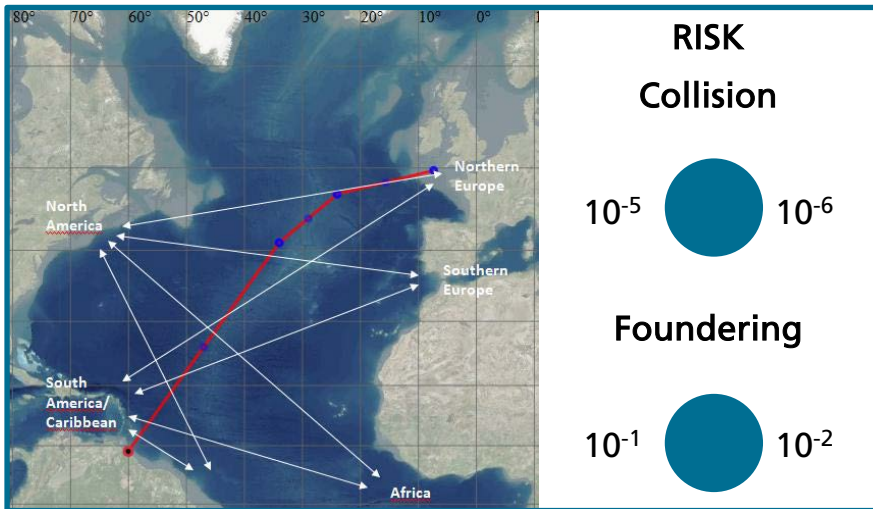 80° 70° 60° 50° 40° 30° 20° 10° 0°
Northern
Europe
North
America
Southern
Europe
South
America/
Caribbean
Africa
RISK
Collision
10⁻⁵ 10⁻⁶
Foundering
10⁻¹ 10⁻²